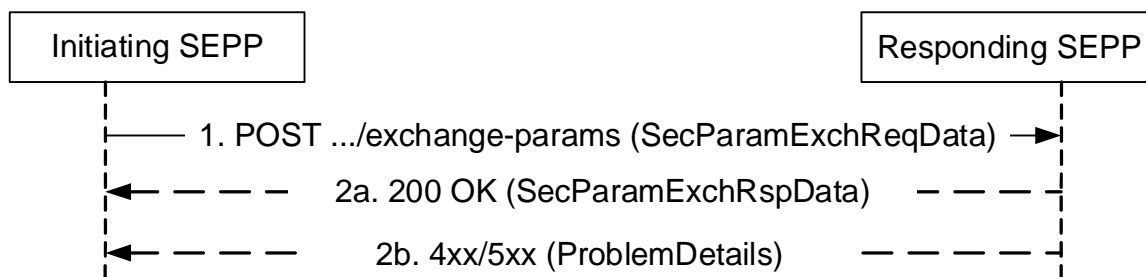 Initiating SEPP
Responding SEPP
1. POST .../exchange-params (SecParamExchReqData)
2a. 200 OK (SecParamExchRspData)
2b. 4xx/5xx (ProblemDetails)